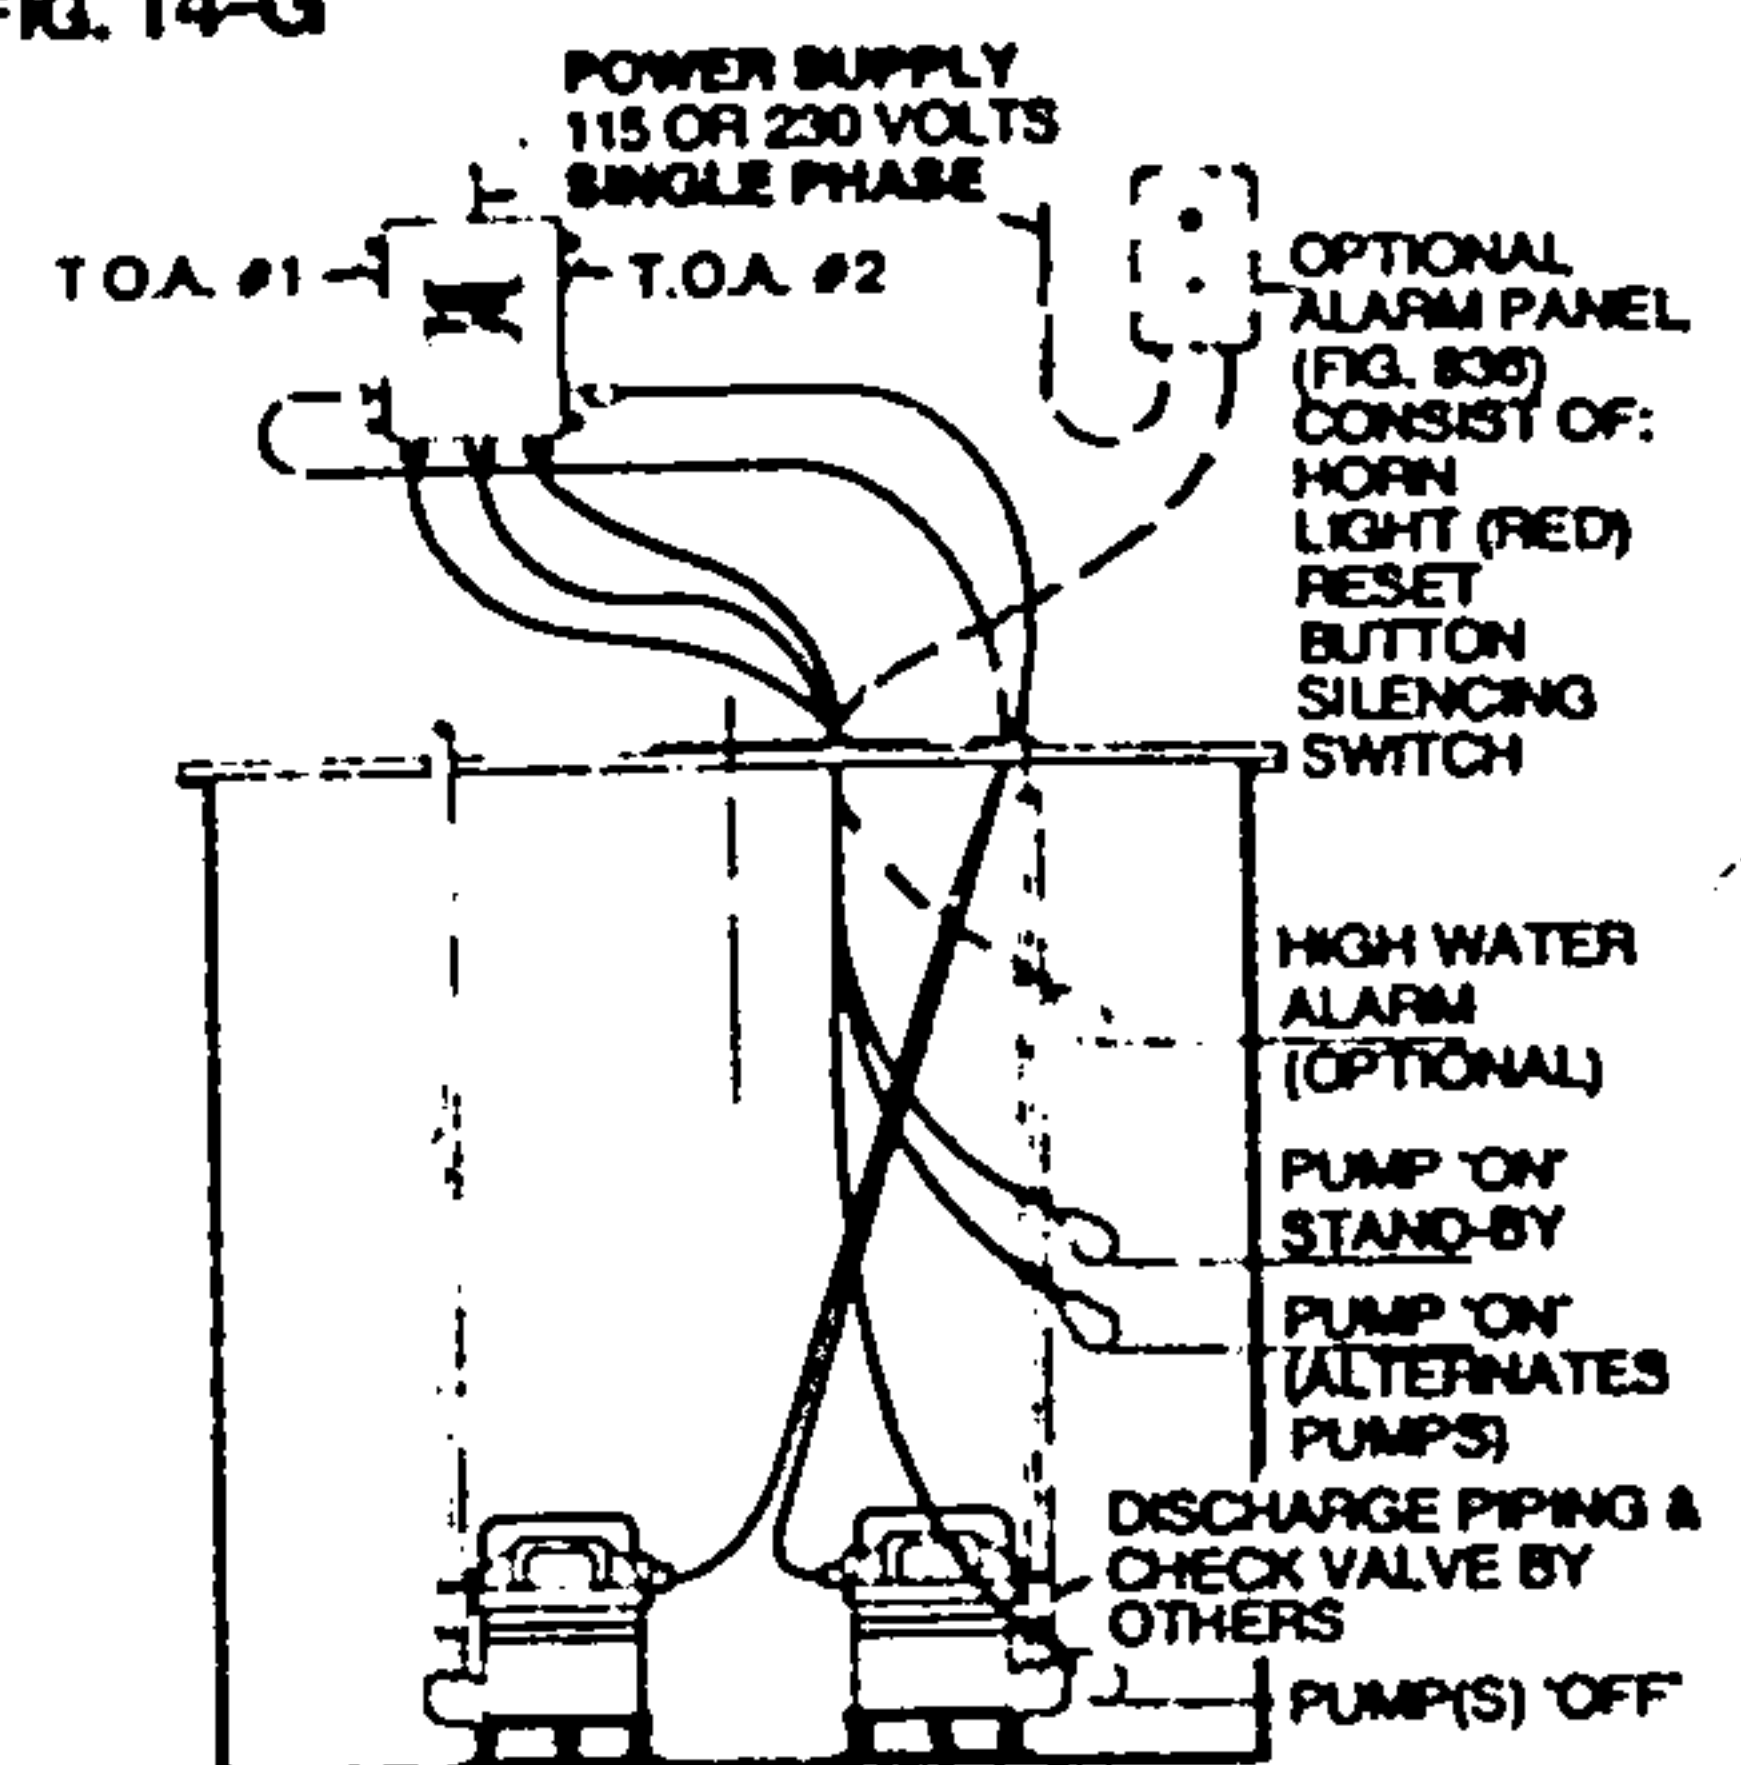 FIG. 14-G
POWER SUPPLY
115 OR 230 VOLTS
SINGLE PHASE
T.O.A. #1
T.O.A. #2
OPTIONAL
ALARM PANEL
(FIG. 836)
CONSIST OF:
HORN
LIGHT (RED)
RESET
BUTTON
SILENCING
SWITCH
HIGH WATER
ALARM
(OPTIONAL)
PUMP "ON"
STAND-BY
PUMP "ON"
(ALTERNATES
PUMPS)
DISCHARGE PIPING &
CHECK VALVE BY
OTHERS
PUMP(S) "OFF"